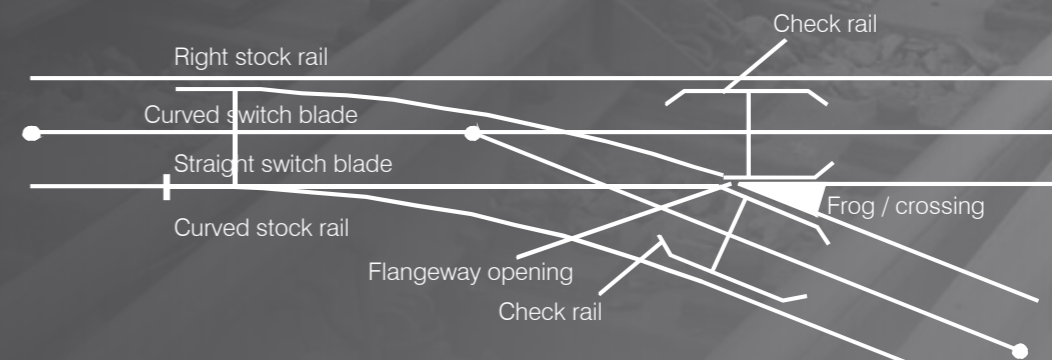 Check rail
Right stock rail
Curved switch blade
Straight switch blade
Frog / crossing
Curved stock rail
Flangeway opening
Check rail